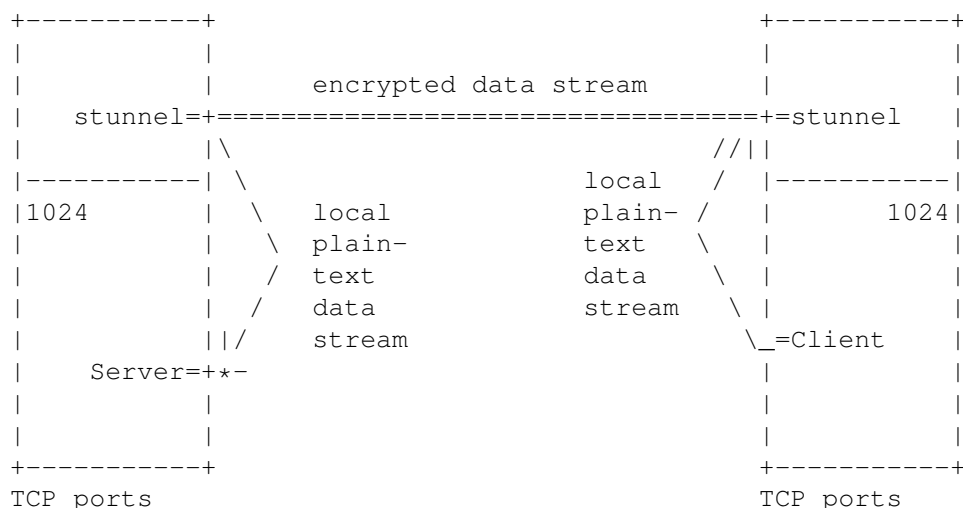 +-----------+                                  +-----------+
|           |                                  |           |
|           |      encrypted data stream       |           |
|   stunnel=+==================================+=stunnel   |
|           |\                              //||           |
|-----------| \                     local   /  |-----------|
|1024       |  \   local            plain- /   |       1024|
|           |   \  plain-           text   \   |           |
|           |   /  text             data    \  |           |
|           |  /   data             stream   \ |           |
|           ||/    stream                     \_=Client    |
|    Server=+*-                                |           |
|           |                                  |           |
|           |                                  |           |
+-----------+                                  +-----------+
TCP ports                                      TCP ports